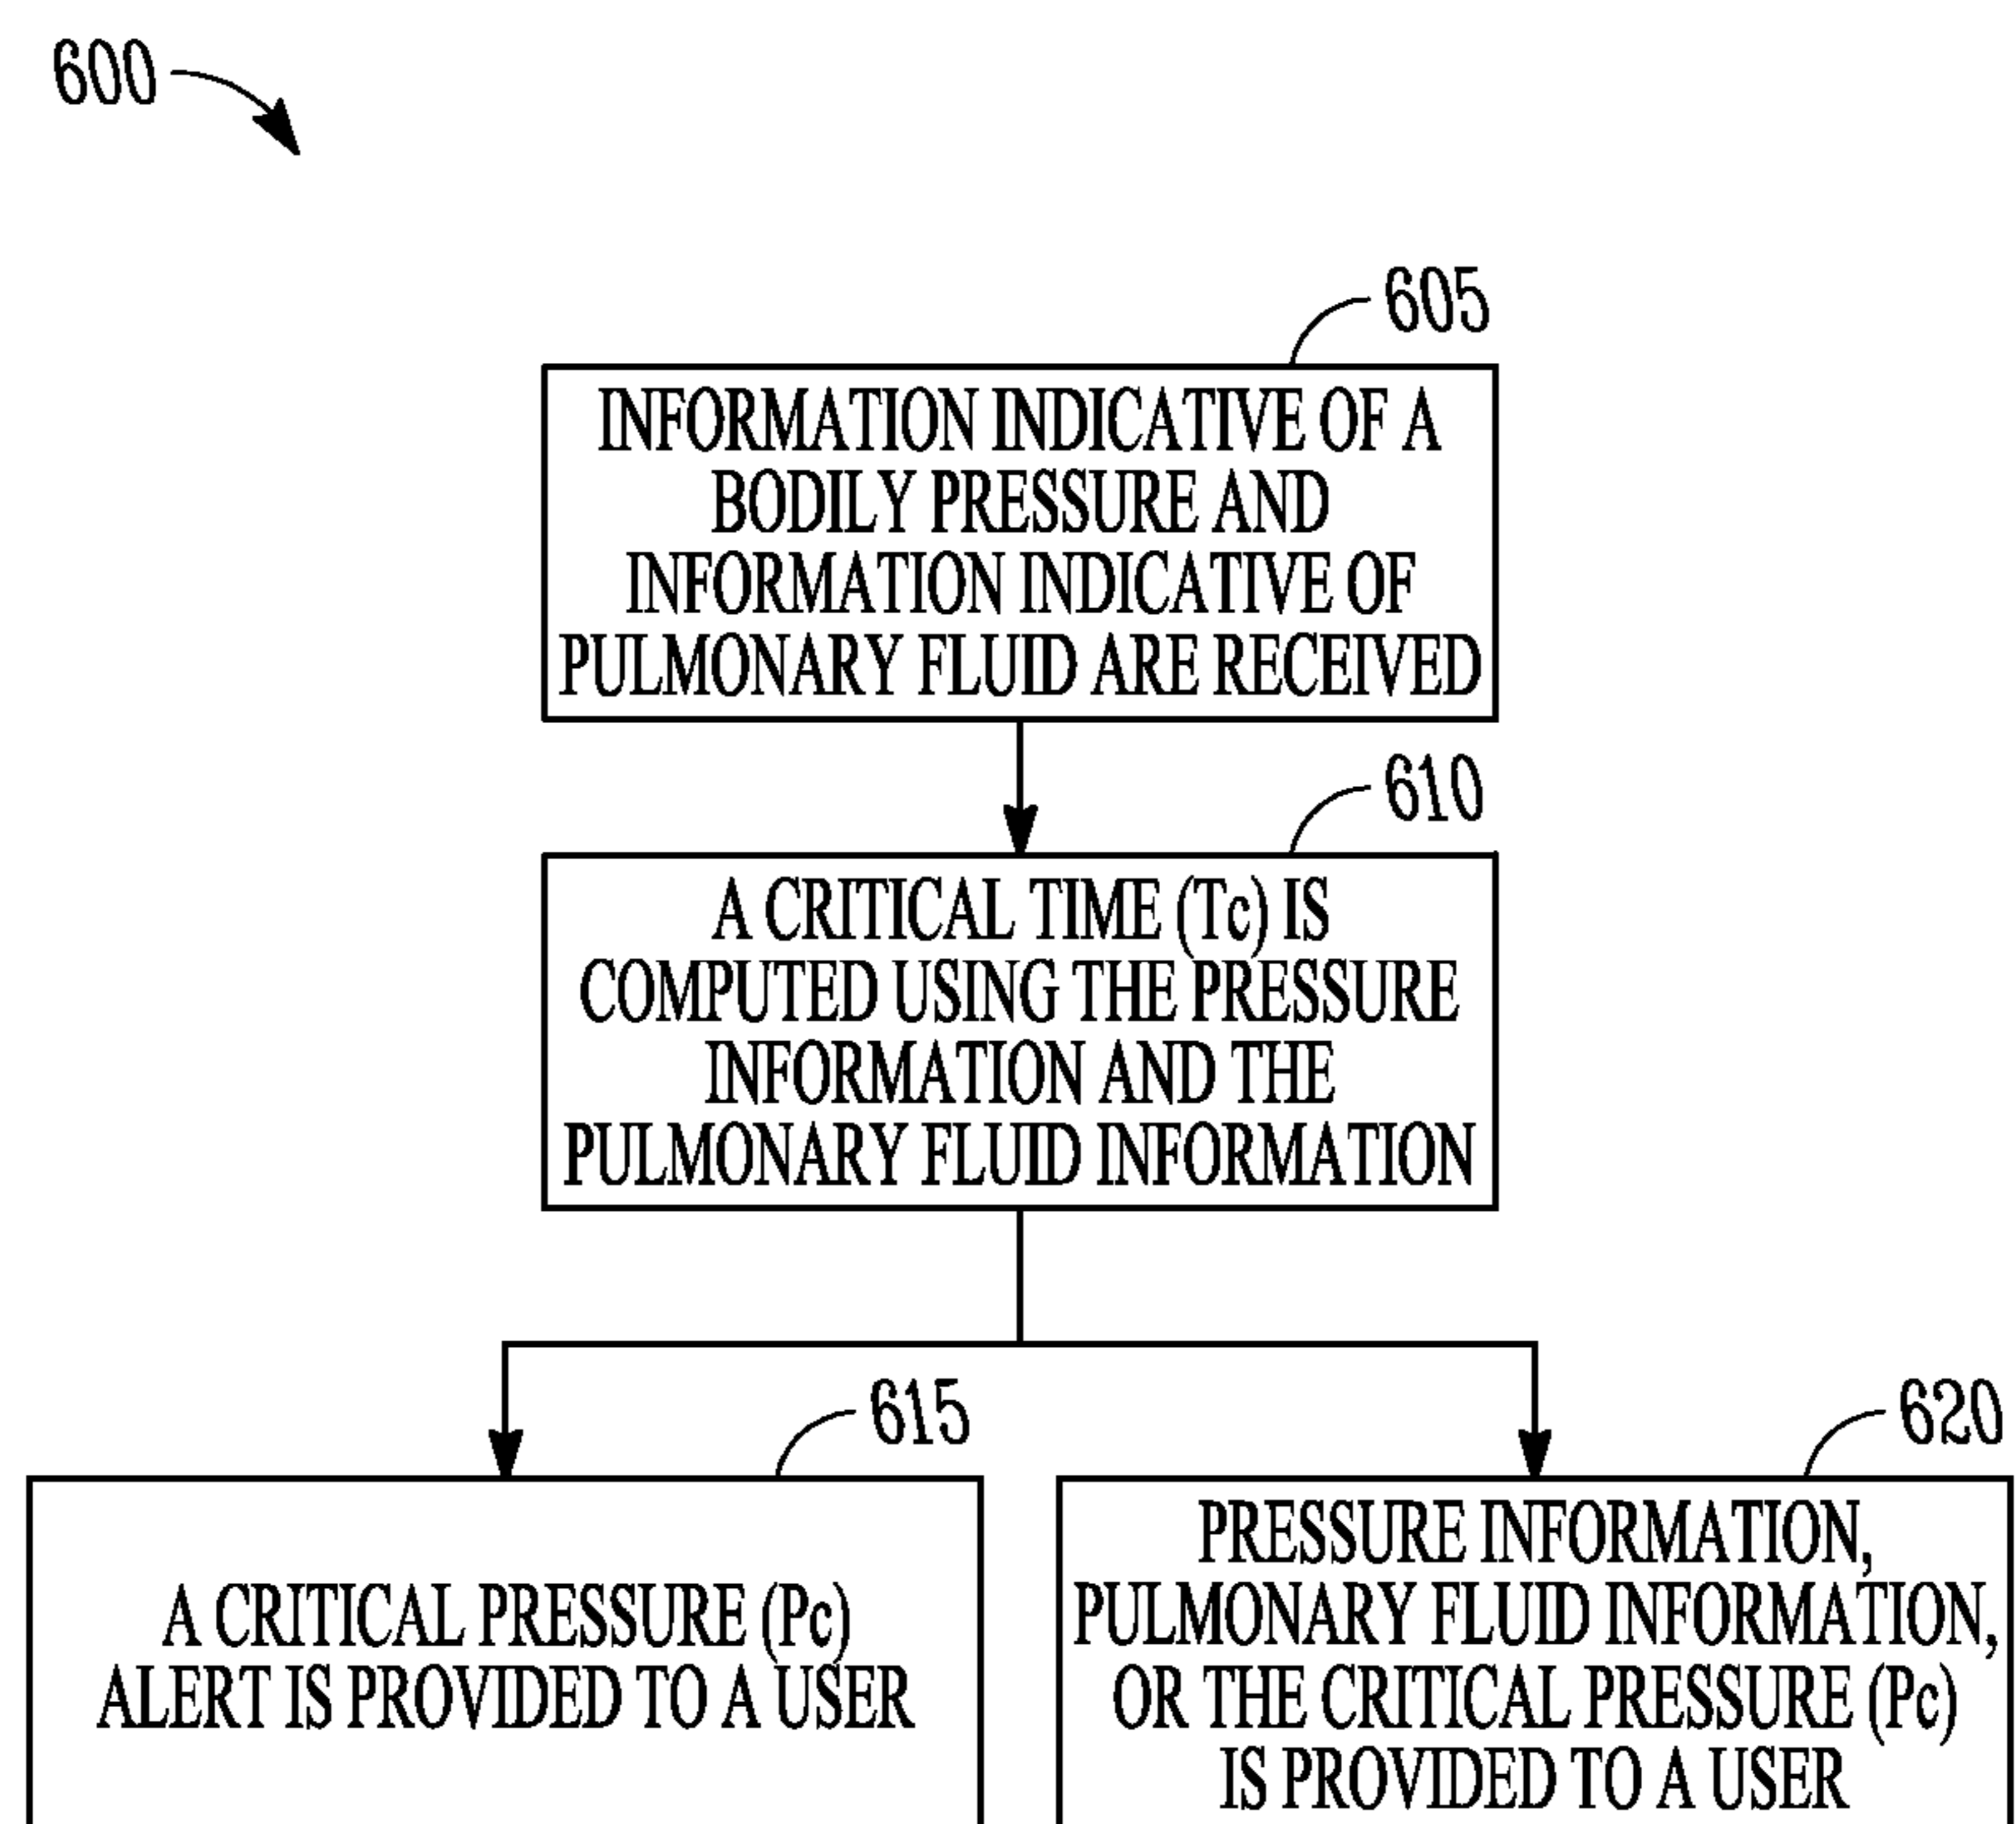 600
605
INFORMATION INDICATIVE OF A
BODILY PRESSURE AND
INFORMATION INDICATIVE OF
PULMONARY FLUID ARE RECEIVED
610
A CRITICAL TIME (Tc) IS
COMPUTED USING THE PRESSURE
INFORMATION AND THE
PULMONARY FLUID INFORMATION
615
A CRITICAL PRESSURE (Pc)
ALERT IS PROVIDED TO A USER
620
PRESSURE INFORMATION,
PULMONARY FLUID INFORMATION,
OR THE CRITICAL PRESSURE (Pc)
IS PROVIDED TO A USER